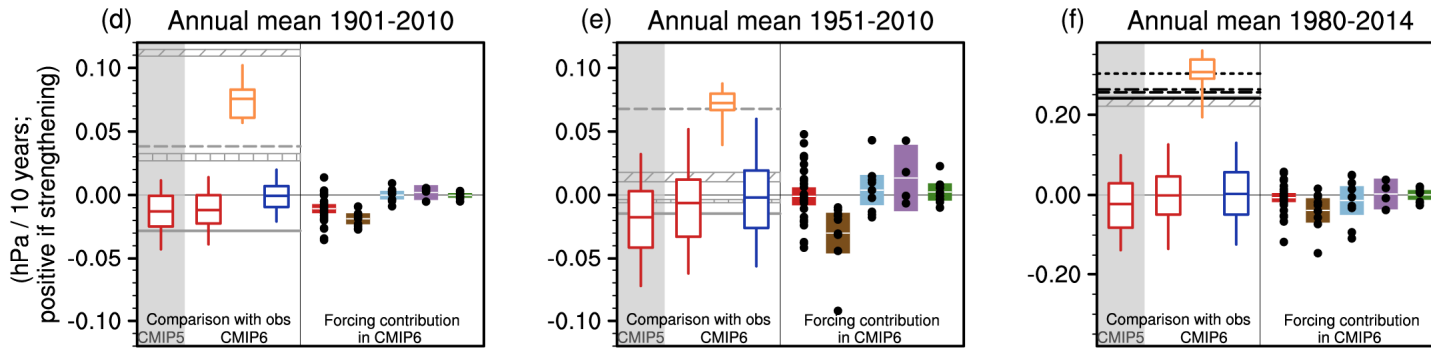 (d) Annual mean 1901-2010
(e) Annual mean 1951-2010
(f) Annual mean 1980-2014
(hPa / 10 years;
positive if strengthening)
0.10
0.05
0.00
-0.05
-0.10
Comparison with obs
CMIP5 CMIP6
Forcing contribution
in CMIP6
0.10
0.05
0.00
-0.05
-0.10
Comparison with obs
CMIP5 CMIP6
Forcing contribution
in CMIP6
0.20
0.00
-0.20
Comparison with obs
CMIP5 CMIP6
Forcing contribution
in CMIP6